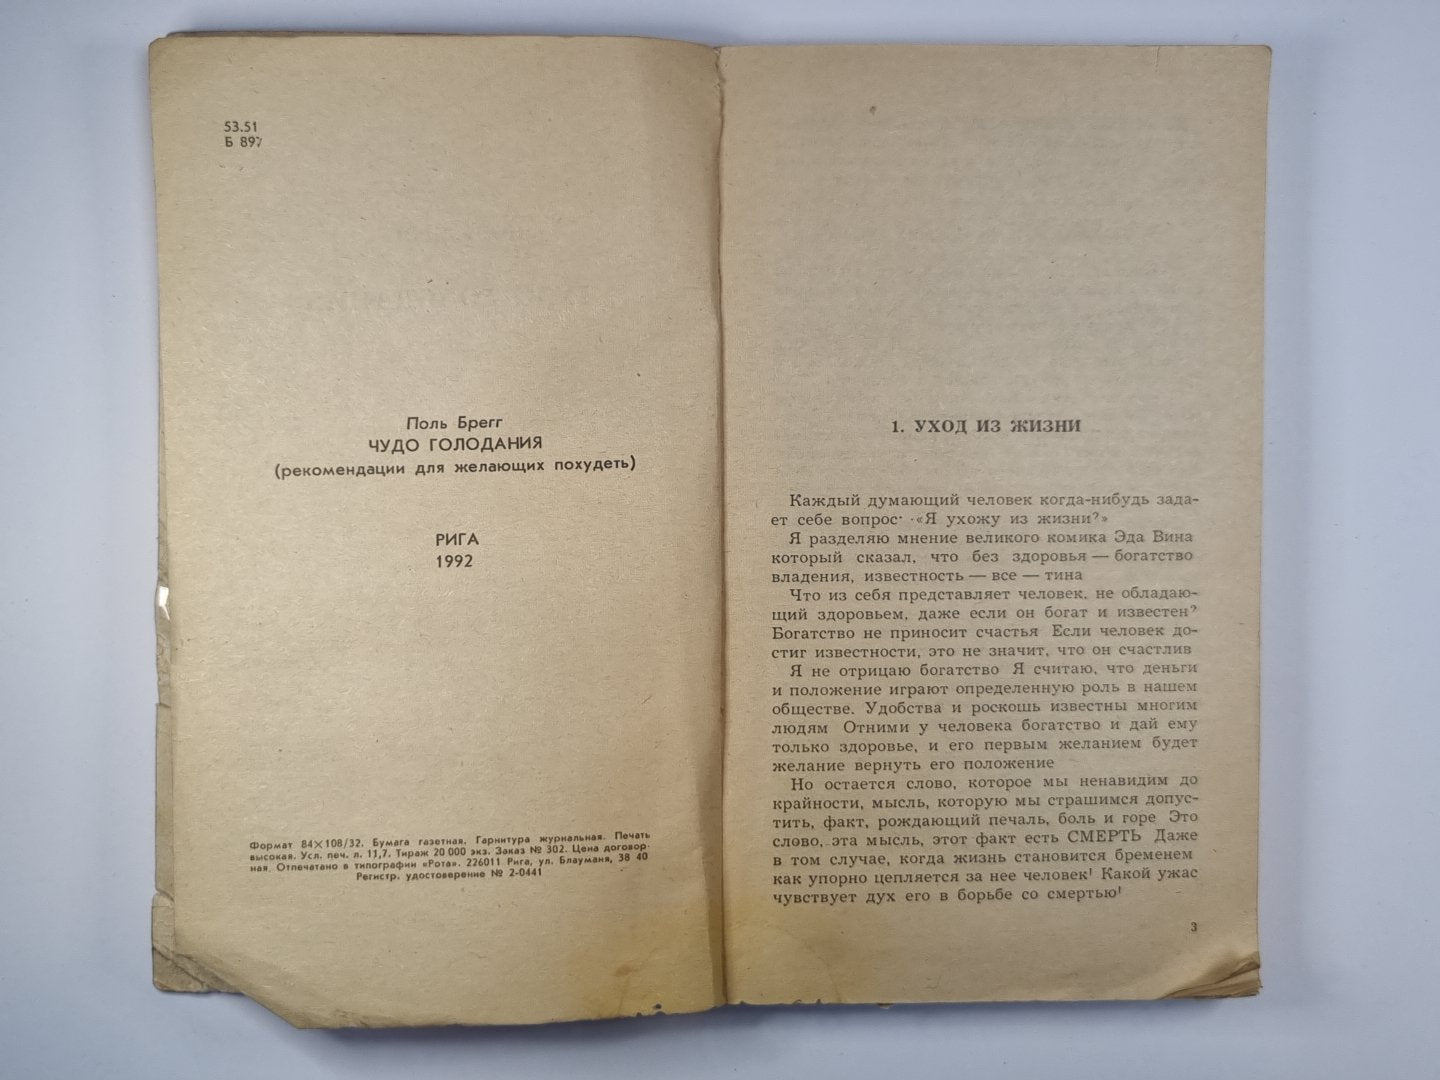 53.51
Б 897
Поль Брегг
ЧУДО ГОЛОДАНИЯ
(рекомендации для желающих похудеть)
РИГА
1992
Формат 84×108/32. Бумага газетная. Гарнитура журнальная. Печать
высокая. Усл. печ. л. 11,7. Тираж 20 000 экз. Заказ № 302. Цена договор-
ная. Отпечатано в типографии «Рота». 226011 Рига, ул. Блауманя, 38 40
Регистр. удостоверение № 2-0441
1. УХОД ИЗ ЖИЗНИ
Каждый думающий человек когда-нибудь зада-
ет себе вопрос· ·«Я ухожу из жизни?»
Я разделяю мнение великого комика Эда Вина
который сказал, что без здоровья — богатство
владения, известность — все — тина
Что из себя представляет человек, не обладаю-
щий здоровьем, даже если он богат и известен?
Богатство не приносит счастья Если человек до-
стиг известности, это не значит, что он счастлив
Я не отрицаю богатство Я считаю, что деньги
и положение играют определенную роль в нашем
обществе. Удобства и роскошь известны многим
людям Отними у человека богатство и дай ему
только здоровье, и его первым желанием будет
желание вернуть его положение
Но остается слово, которое мы ненавидим до
крайности, мысль, которую мы страшимся допус-
тить, факт, рождающий печаль, боль и горе Это
слово, эта мысль, этот факт есть СМЕРТЬ Даже
в том случае, когда жизнь становится бременем
как упорно цепляется за нее человек! Какой ужас
чувствует дух его в борьбе со смертью!
3